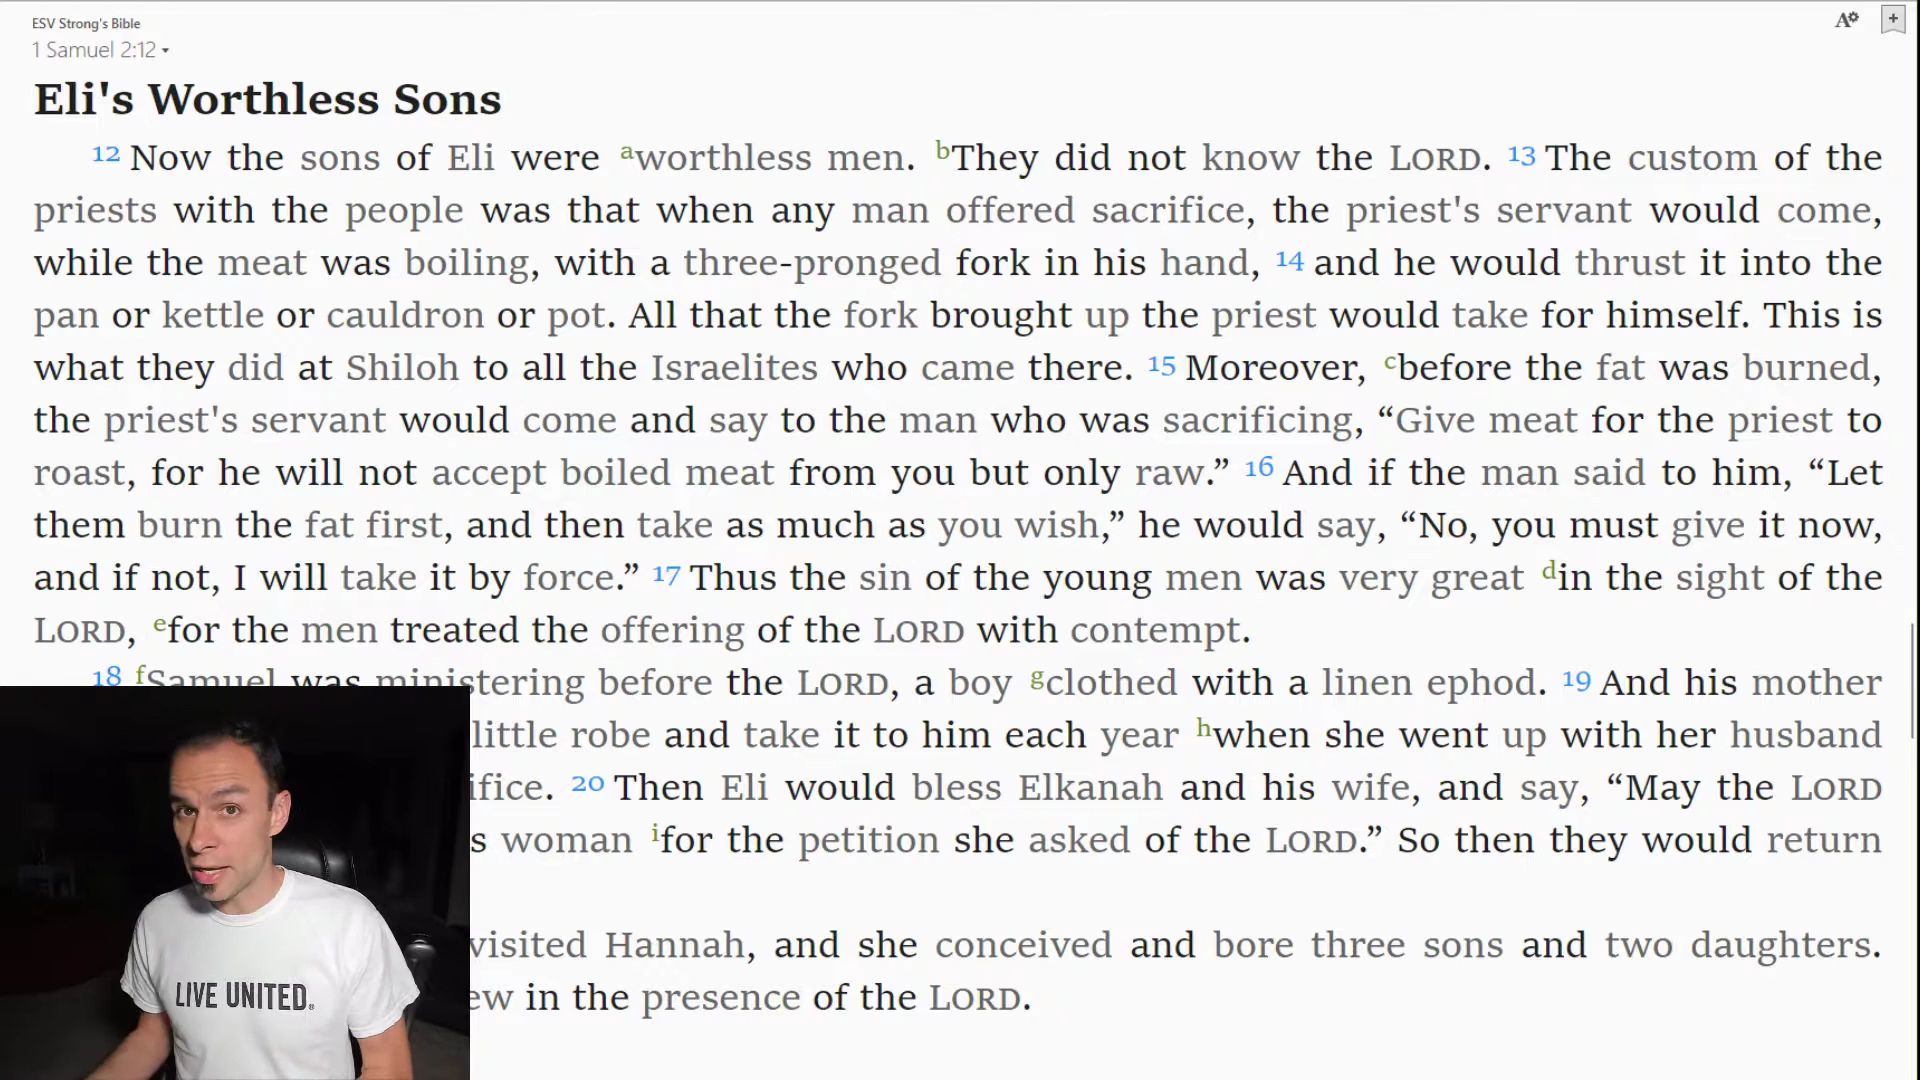 ESV Strong's Bible
1 Samuel 2:12
A
+
Eli's Worthless Sons
12 Now the sons of Eli were aworthless men. bThey did not know the LORD. 13 The custom of the
priests with the people was that when any man offered sacrifice, the priest's servant would come,
while the meat was boiling, with a three-pronged fork in his hand, 14 and he would thrust it into the
pan or kettle or cauldron or pot. All that the fork brought up the priest would take for himself. This is
what they did at Shiloh to all the Israelites who came there. 15 Moreover, cbefore the fat was burned,
the priest's servant would come and say to the man who was sacrificing, “Give meat for the priest to
roast, for he will not accept boiled meat from you but only raw.” 16 And if the man said to him, “Let
them burn the fat first, and then take as much as you wish,” he would say, “No, you must give it now,
and if not, I will take it by force.” 17 Thus the sin of the young men was very great din the sight of the
LORD, efor the men treated the offering of the LORD with contempt.
18 fSamuel was ministering before the LORD, a boy gclothed with a linen ephod. 19 And his mother
little robe and take it to him each year hwhen she went up with her husband
ifice. 20 Then Eli would bless Elkanah and his wife, and say, “May the LORD
s woman ifor the petition she asked of the LORD.” So then they would return
visited Hannah, and she conceived and bore three sons and two daughters.
ew in the presence of the LORD.
LIVE UNITED